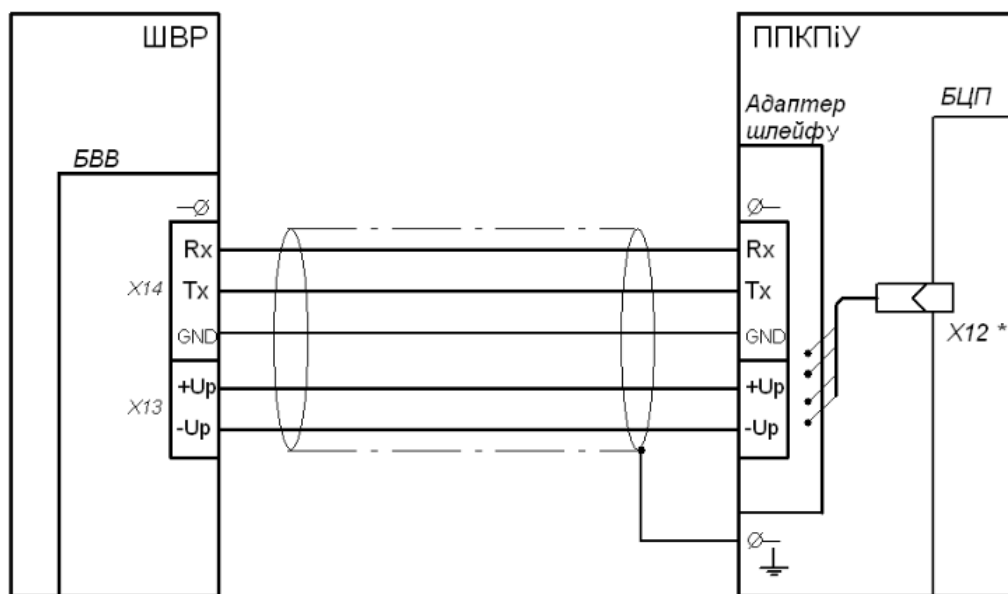 ШВР
ППКПіУ
БЦП
Адаптер
шлейфу
БВВ
Rx
Rx
X14
Tx
Tx
GND
GND
X12 *
X13
+Up
+Up
-Up
-Up